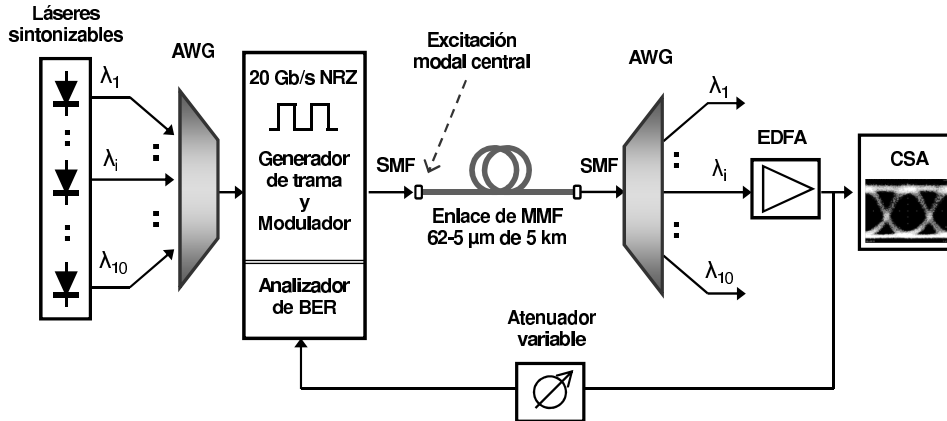 Láseres
sintonizables
λ1
λi
λ10
AWG
20 Gb/s NRZ
Generador
de trama
y
Modulador
Analizador
de BER
SMF
Excitación
modal central
Enlace de MMF
62-5 µm de 5 km
SMF
AWG
λ1
λi
λ10
EDFA
CSA
Atenuador
variable